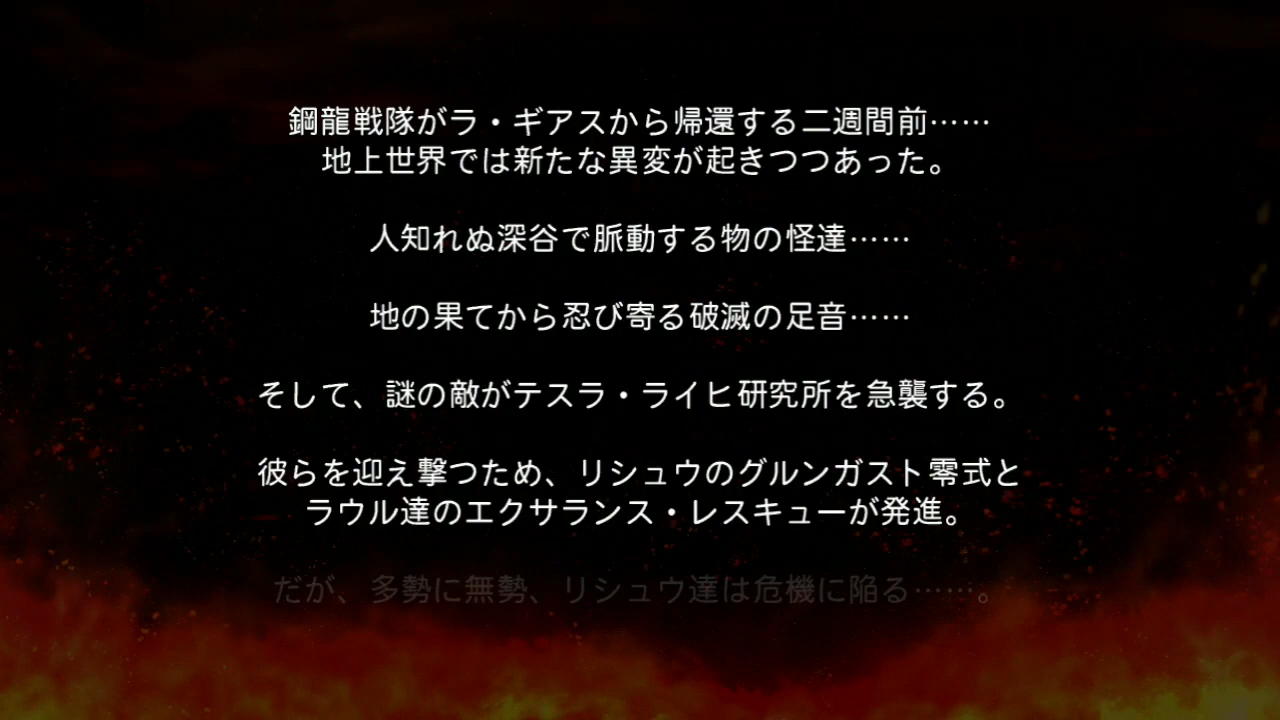 鋼龍戦隊がラ・ギアスから帰還する二週間前……
地上世界では新たな異変が起きつつあった。
人知れぬ深谷で脈動する物の怪達……
地の果てから忍び寄る破滅の足音……
そして、謎の敵がテスラ・ライヒ研究所を急襲する。
彼らを迎え撃つため、リシュウのグルンガスト零式と
ラウル達のエクサランス・レスキューが発進。
だが、多勢に無勢、リシュウ達は危機に陥る……。